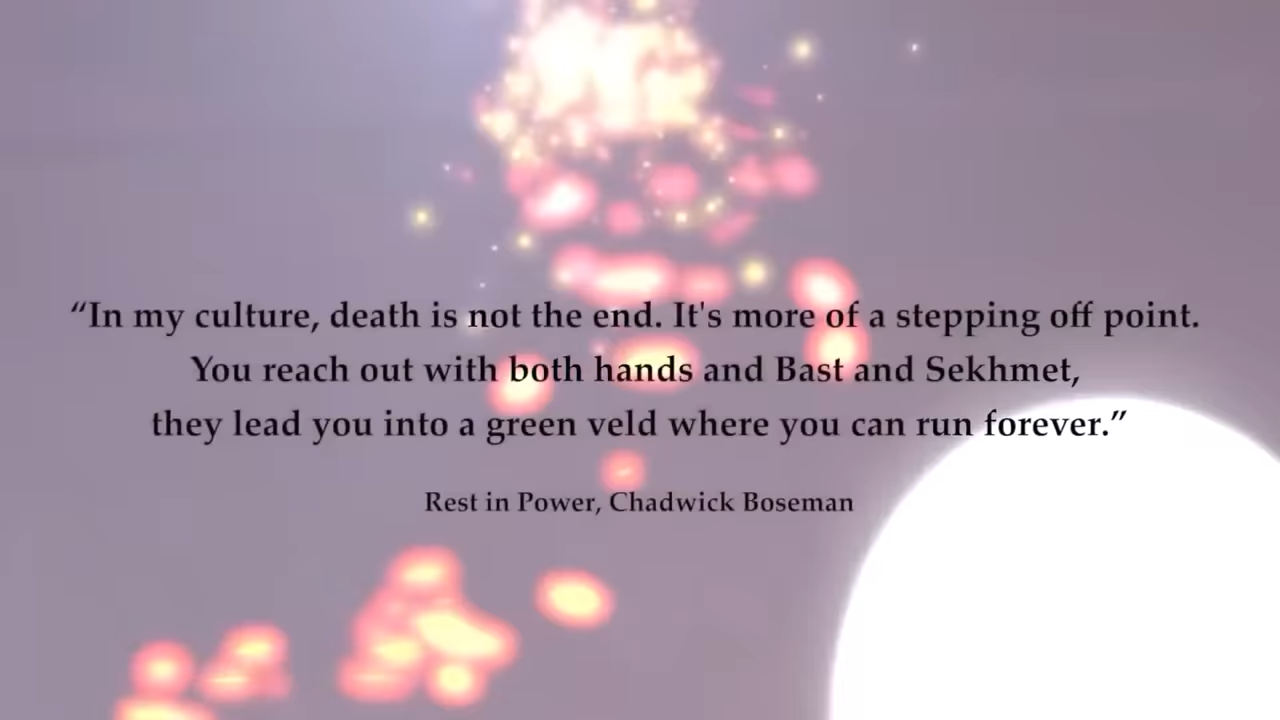 “In my culture, death is not the end. It's more of a stepping off point.
You reach out with both hands and Bast and Sekhmet,
they lead you into a green veld where you can run forever.”
Rest in Power, Chadwick Boseman